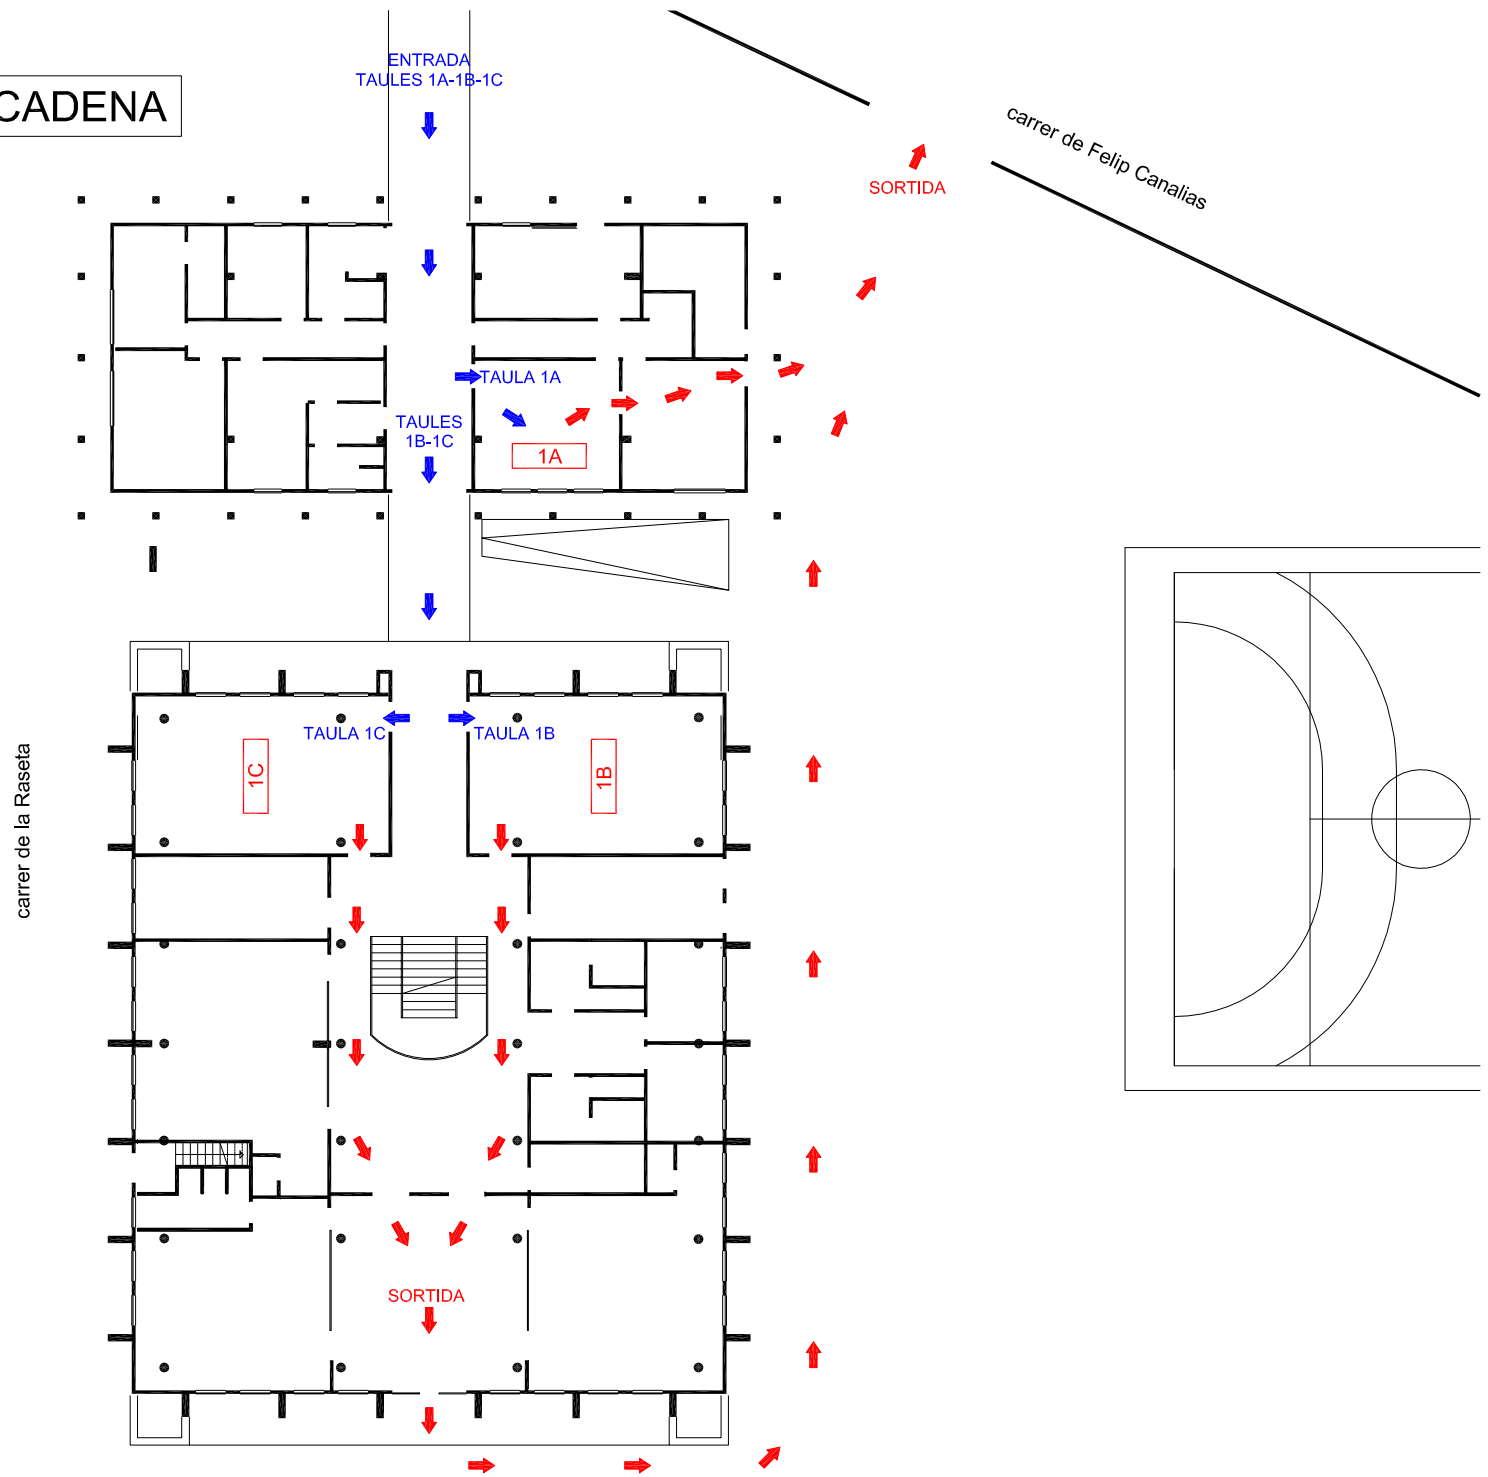 ENTRADA
TAULES 1A-1B-1C
CADENA
carrer de Felip Canalias
SORTIDA
TAULA 1A
TAULES
1B-1C
1A
TAULA 1C
TAULA 1B
1C
1B
carrer de la Raseta
SORTIDA